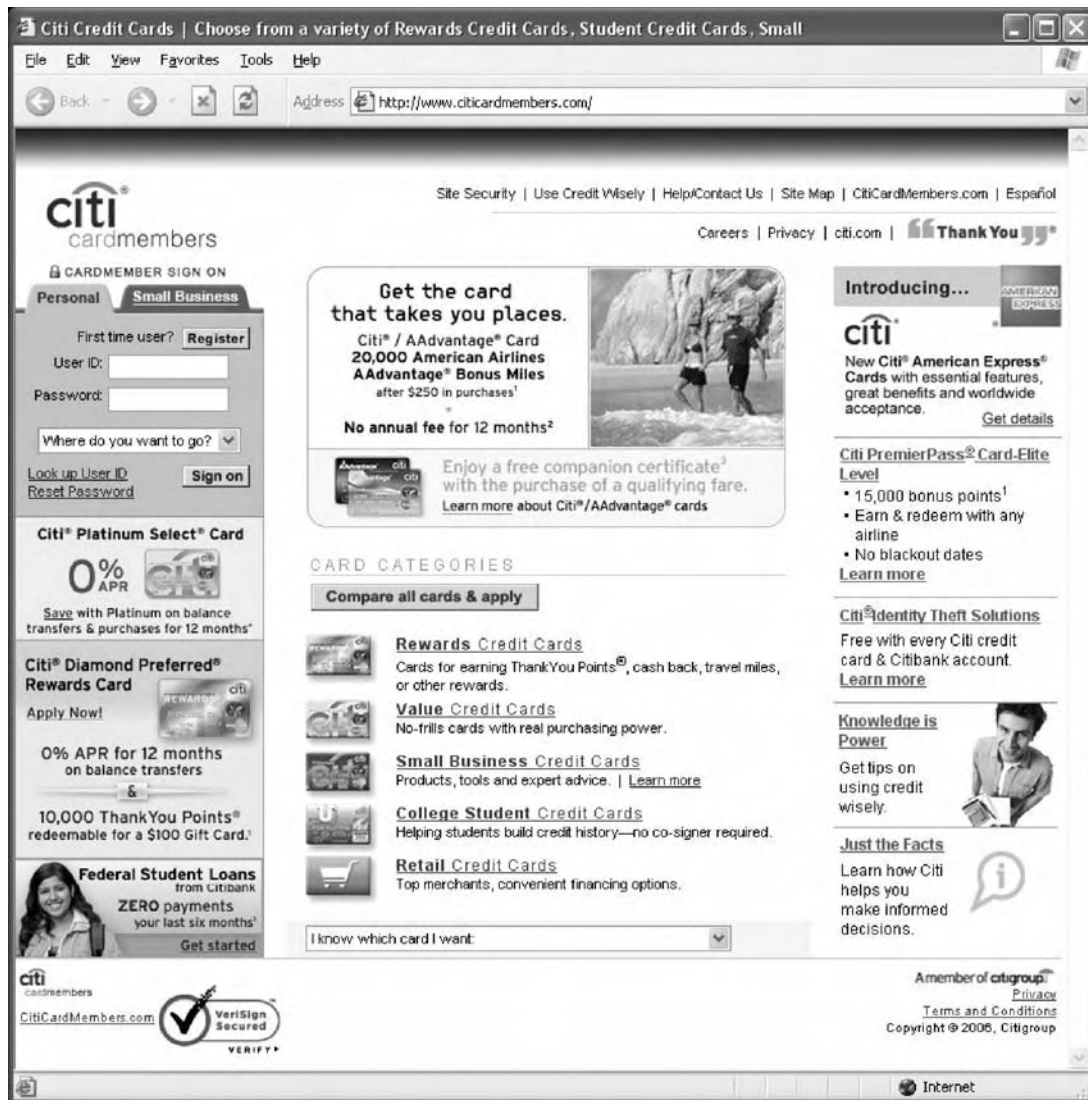 Citi Credit Cards | Choose from a variety of Rewards Credit Cards, Student Credit Cards, Small
File Edit View Favorites Tools Help
Back Address http://www.citicardmembers.com/
citi®
cardmembers
Site Security | Use Credit Wisely | Help/Contact Us | Site Map | CitiCardMembers.com | Español
Careers | Privacy | citi.com | ThankYou®
CARDMEMBER SIGN ON
Personal Small Business
First time user? Register
User ID:
Password:
Where do you want to go?
Look up User ID Sign on
Reset Password
Citi® Platinum Select® Card
0% APR
Save with Platinum on balance
transfers & purchases for 12 months*
Citi® Diamond Preferred®
Rewards Card
Apply Now!
0% APR for 12 months
on balance transfers
&
10,000 ThankYou Points®
redeemable for a $100 Gift Card.¹
Federal Student Loans
from Citibank
ZERO payments
your last six months¹
Get started
Get the card
that takes you places.
Citi® / AAdvantage® Card
20,000 American Airlines
AAdvantage® Bonus Miles
after $250 in purchases¹
No annual fee for 12 months²
Enjoy a free companion certificate³
with the purchase of a qualifying fare.
Learn more about Citi®/AAdvantage® cards
CARD CATEGORIES
Compare all cards & apply
Rewards Credit Cards
Cards for earning ThankYou Points®, cash back, travel miles,
or other rewards.
Value Credit Cards
No-frills cards with real purchasing power.
Small Business Credit Cards
Products, tools and expert advice. | Learn more
College Student Credit Cards
Helping students build credit history—no co-signer required.
Retail Credit Cards
Top merchants, convenient financing options.
I know which card I want:
Introducing...
AMERICAN
EXPRESS
citi®
New Citi® American Express®
Cards with essential features,
great benefits and worldwide
acceptance.
Get details
Citi PremierPass® Card-Elite
Level
▪ 15,000 bonus points¹
▪ Earn & redeem with any
airline
▪ No blackout dates
Learn more
Citi® Identity Theft Solutions
Free with every Citi credit
card & Citibank account.
Learn more
Knowledge is
Power
Get tips on
using credit
wisely.
Just the Facts
Learn how Citi
helps you
make informed
decisions.
citi
cardmembers
CitiCardMembers.com
VeriSign
Secured
VERIFY
A member of citigroup
Privacy
Terms and Conditions
Copyright © 2006, Citigroup
Internet